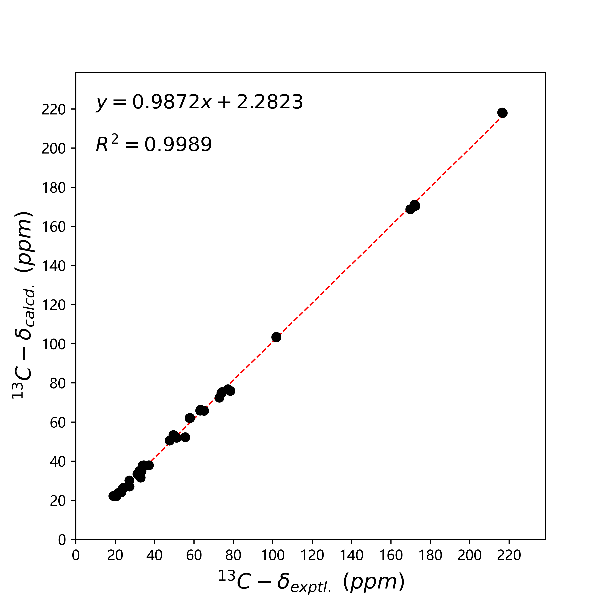 y = 0.9872x + 2.2823
R² = 0.9989
220
200
180
160
140
120
100
80
60
40
20
0
¹³C − δcalcd. (ppm)
0 20 40 60 80 100 120 140 160 180 200 220
¹³C − δexptl. (ppm)